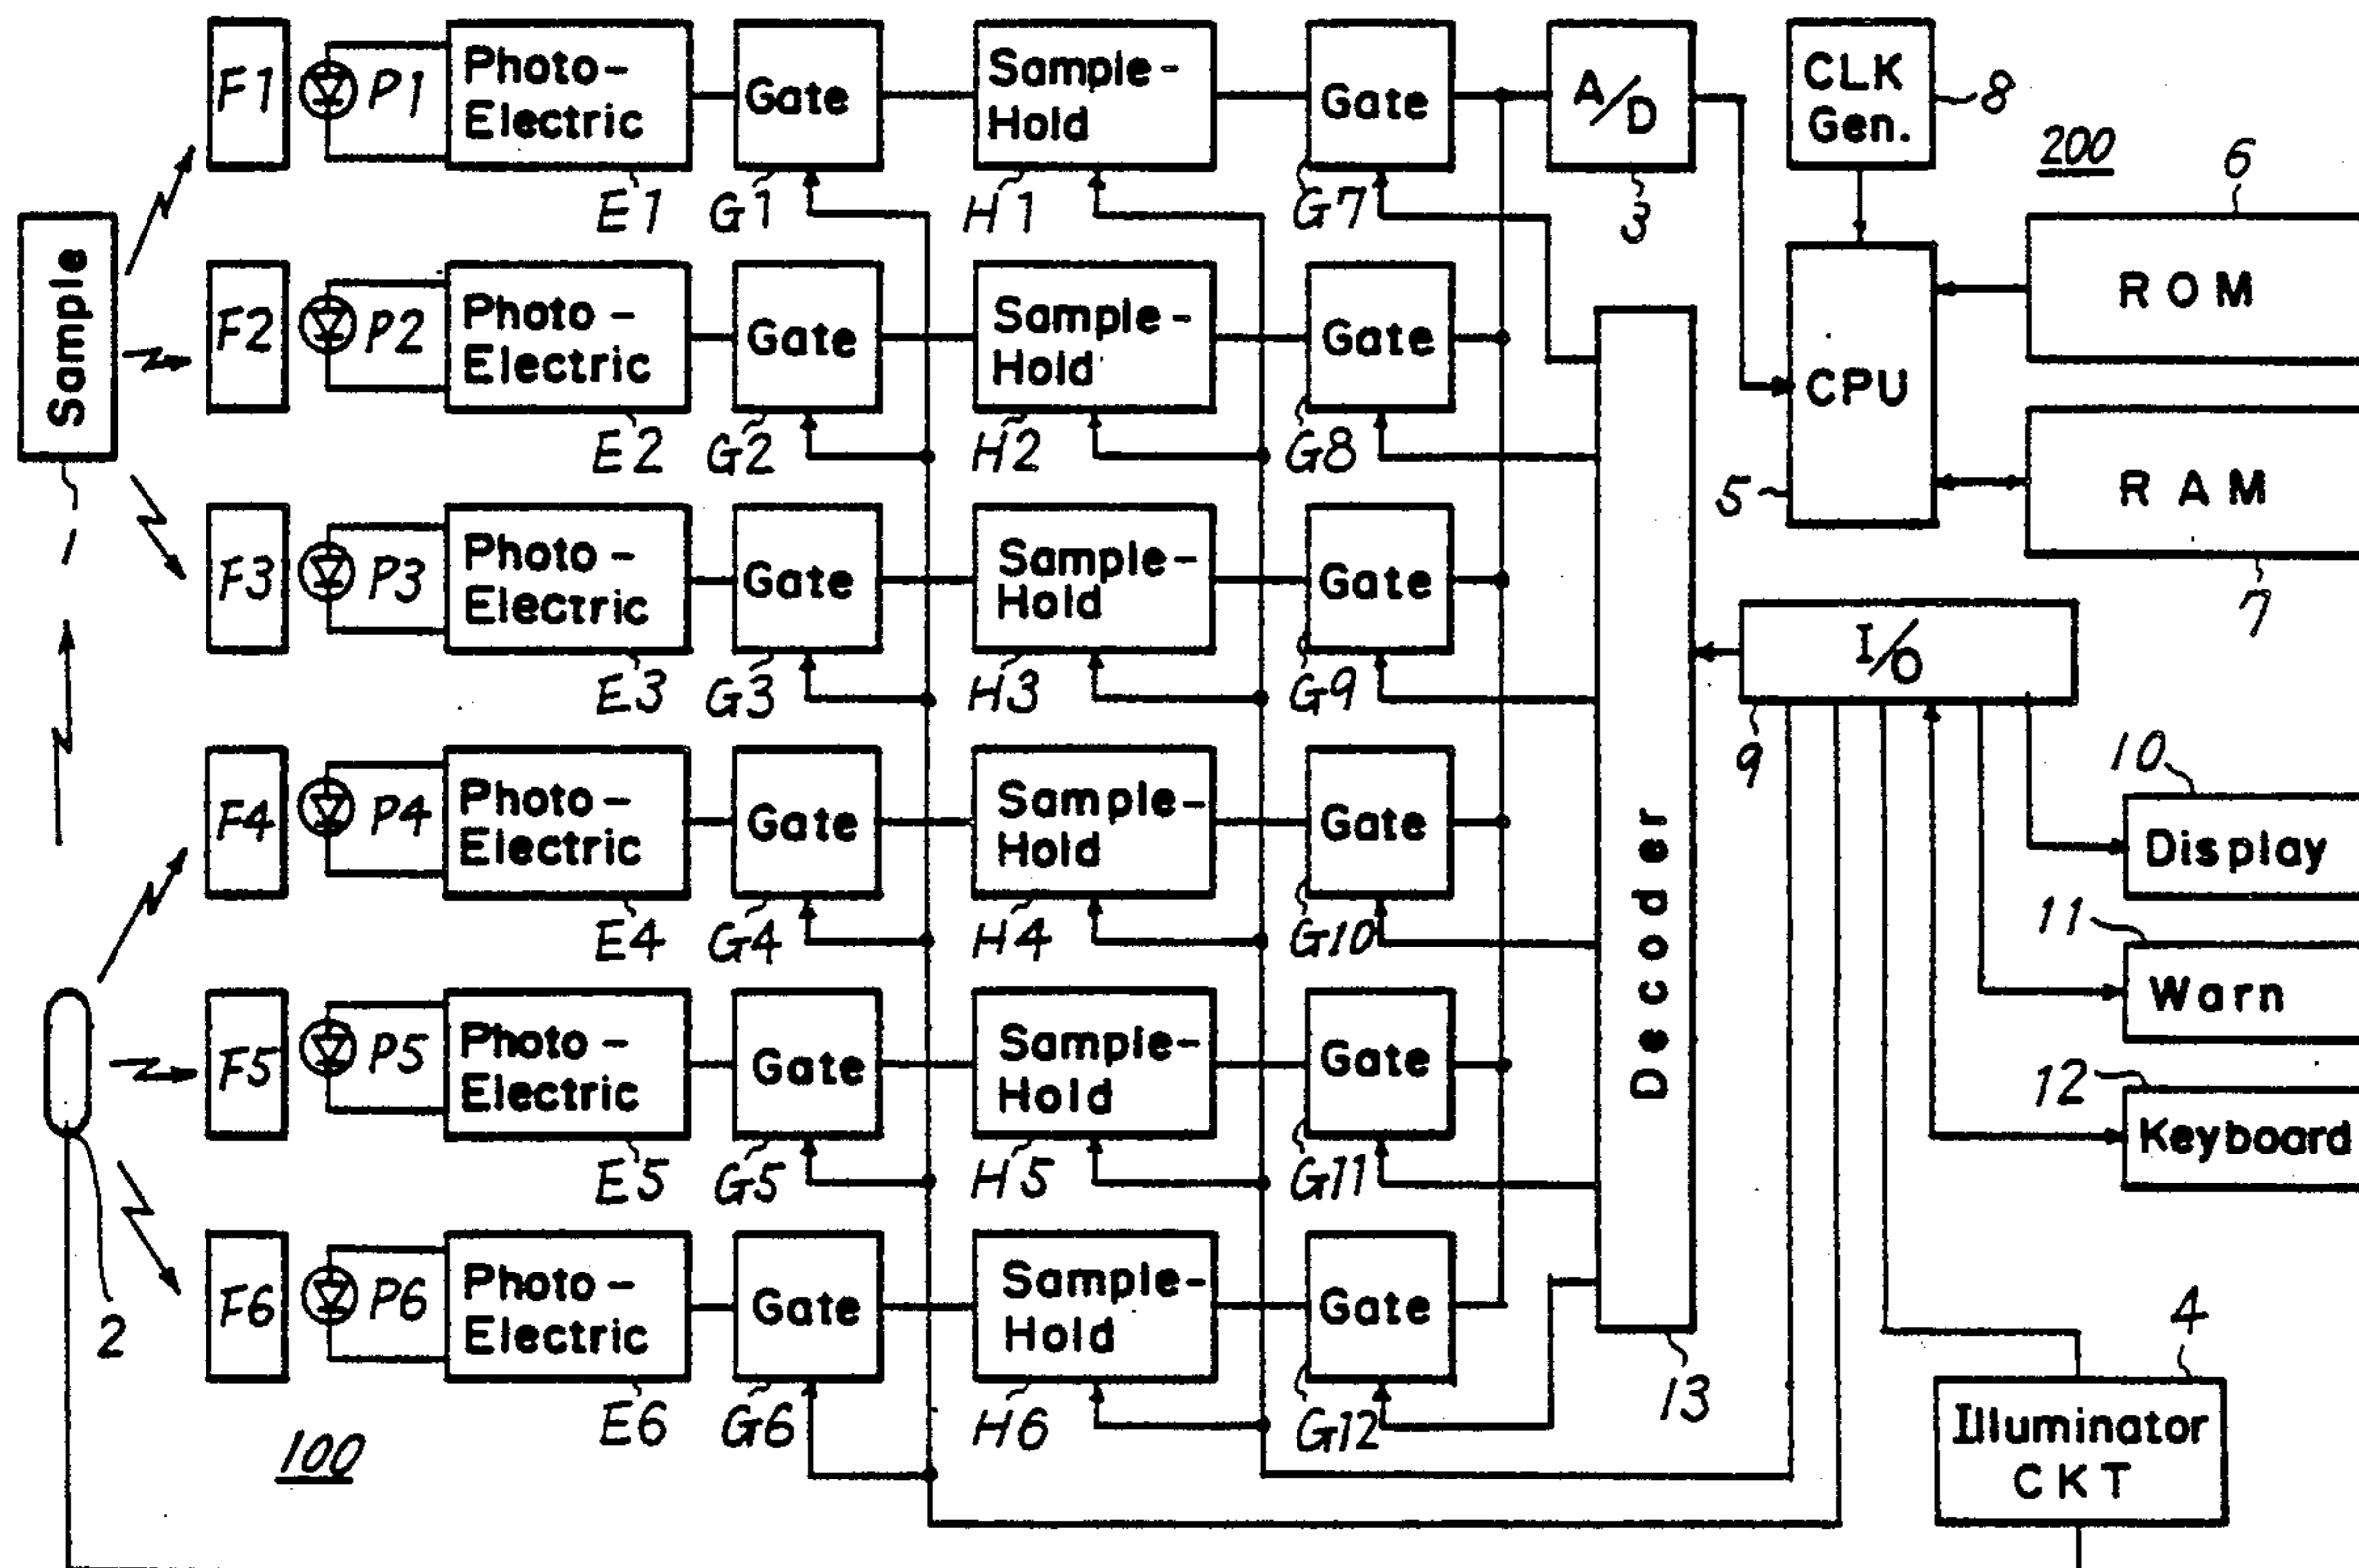 F1 P1 Photo-Electric Gate Sample-Hold Gate A/D CLK Gen. 8
200 6
E1 G1 H1 G7 3
Sample
F2 P2 Photo-Electric Gate Sample-Hold Gate CPU ROM
E2 G2 H2 G8 5 RAM
F3 P3 Photo-Electric Gate Sample-Hold Gate I/O 7
E3 G3 H3 G9 9
F4 P4 Photo-Electric Gate Sample-Hold Gate Decoder 10 Display
E4 G4 H4 G10 11
F5 P5 Photo-Electric Gate Sample-Hold Gate Warn
12 Keyboard
E5 G5 H5 G11
F6 P6 Photo-Electric Gate Sample-Hold Gate
2 4
E6 G6 H6 G12 13
100 Illuminator CKT